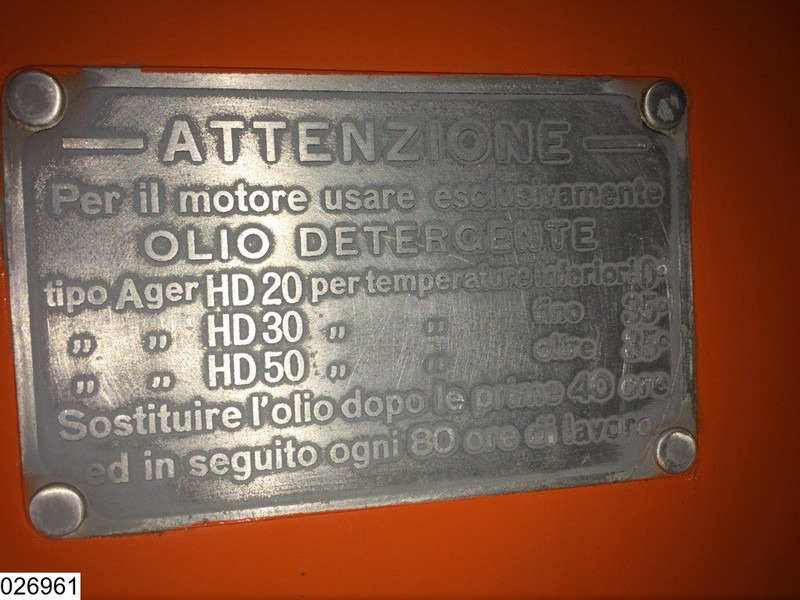 ATTENZIONE
Per il motore usare esclusivamente
OLIO DETERGENTE
tipo Ager HD 20 per temperature inferiori 0°
„ „ HD 30 „ „ fino 35°
„ „ HD 50 „ „ oltre 35°
Sostituire l'olio dopo le prime 40 ore
ed in seguito ogni 80 ore di lavoro
026961